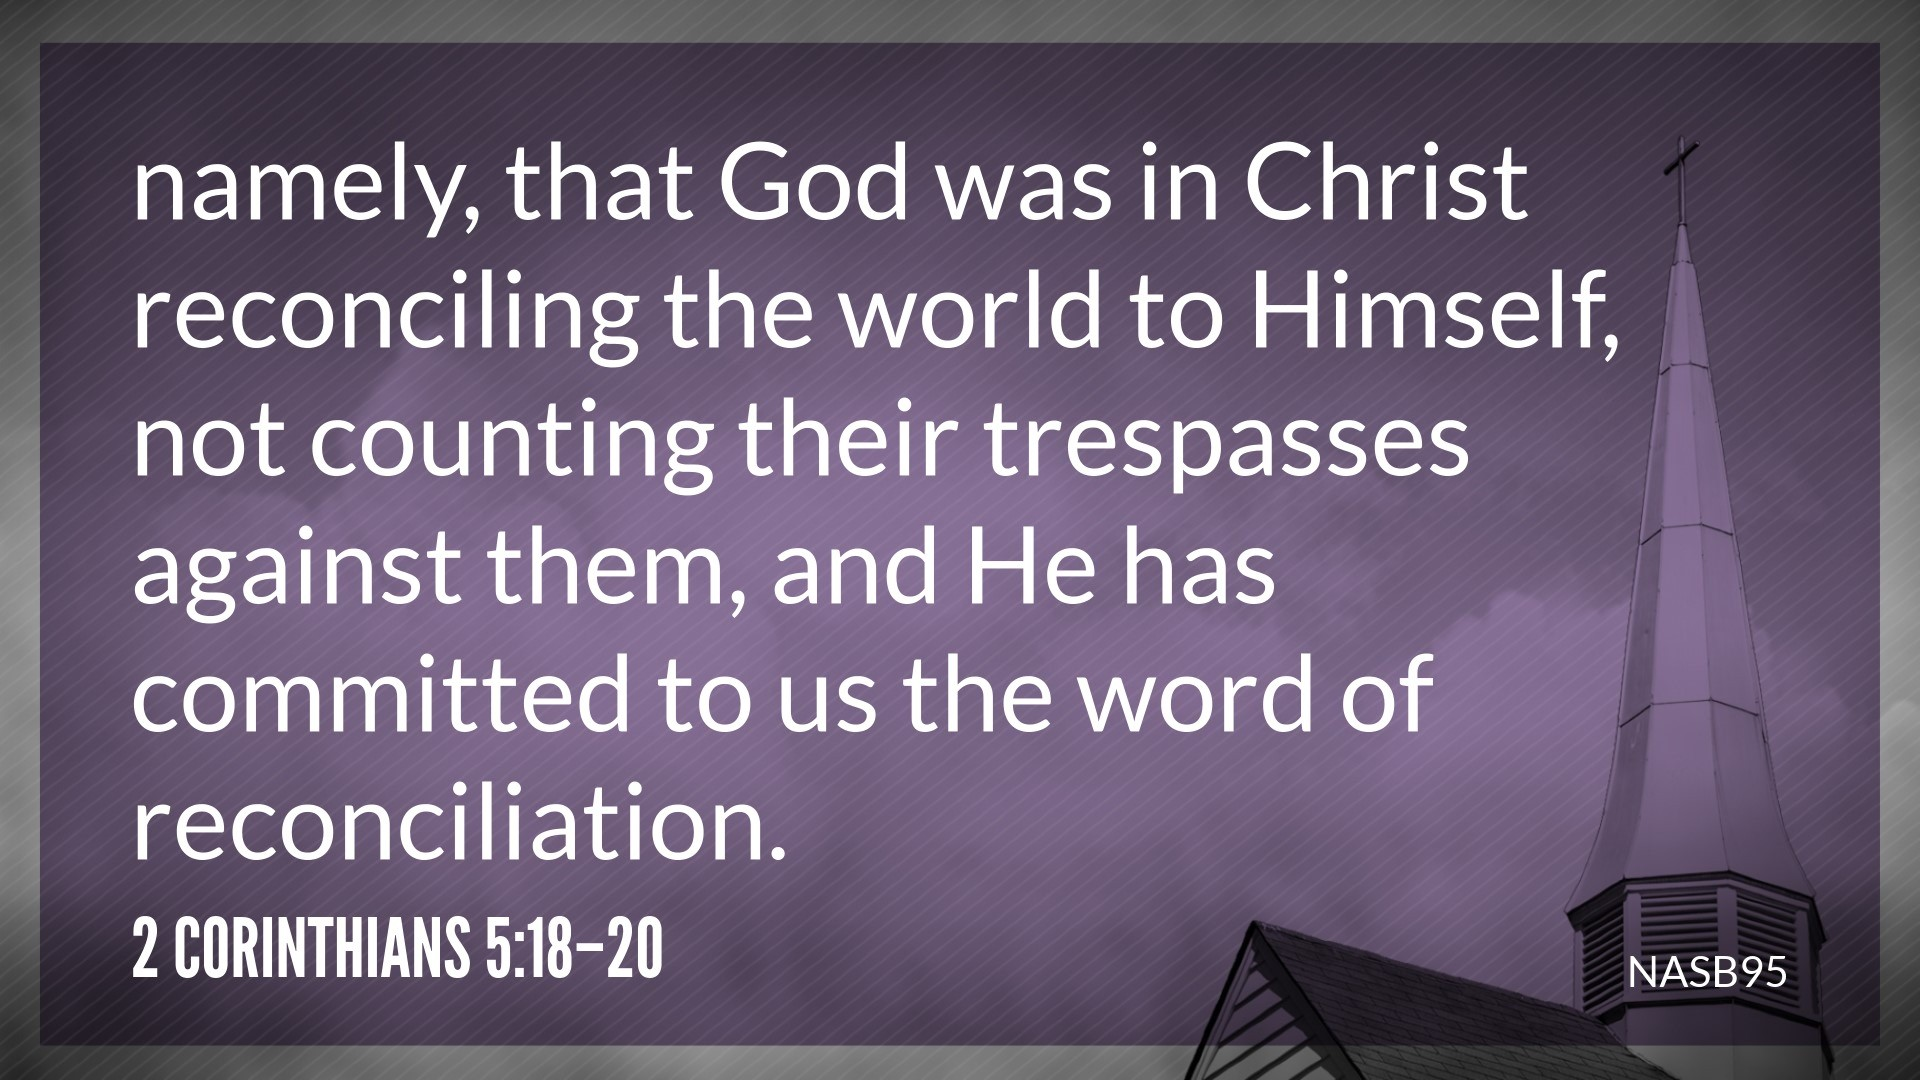 namely, that God was in Christ
reconciling the world to Himself,
not counting their trespasses
against them, and He has
committed to us the word of
reconciliation.
2 CORINTHIANS 5:18–20
NASB95